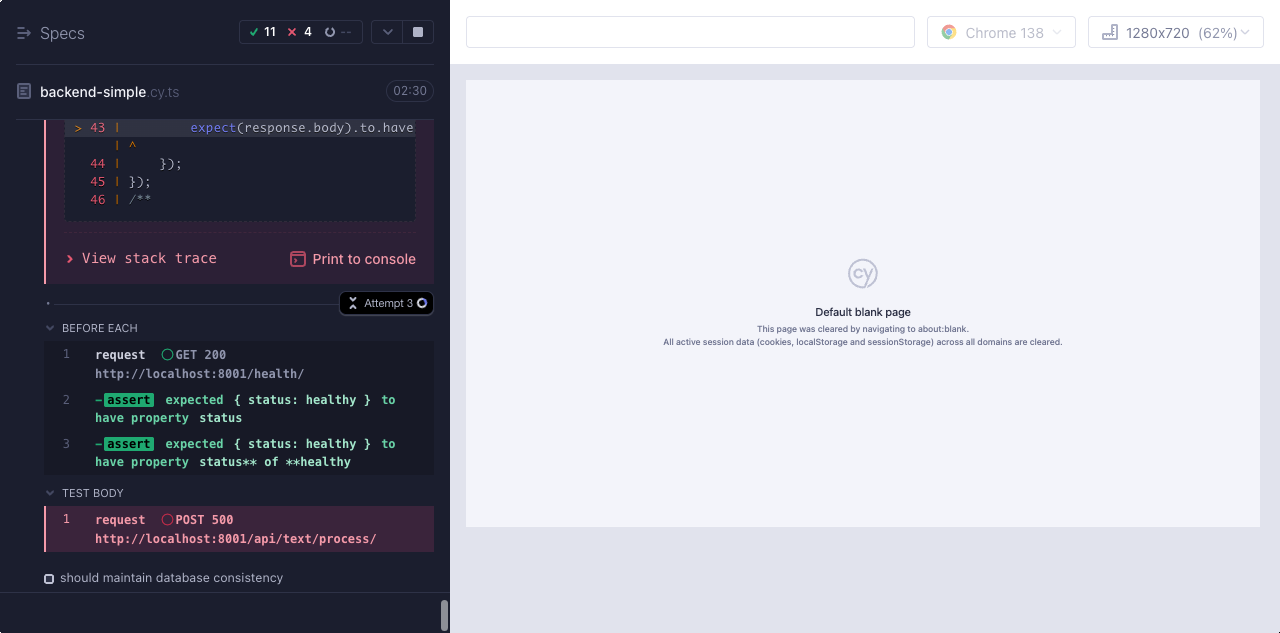 Specs
11 4 --
Chrome 138
1280x720 (62%)
backend-simple.cy.ts
02:30
> 43 | expect(response.body).to.have
| ^
44 | });
45 | });
46 | /**
View stack trace
Print to console
Attempt 3
BEFORE EACH
1 request GET 200
http://localhost:8001/health/
2 -assert expected { status: healthy } to
have property status
3 -assert expected { status: healthy } to
have property status** of **healthy
TEST BODY
1 request POST 500
http://localhost:8001/api/text/process/
should maintain database consistency
cy
Default blank page
This page was cleared by navigating to about:blank.
All active session data (cookies, localStorage and sessionStorage) across all domains are cleared.